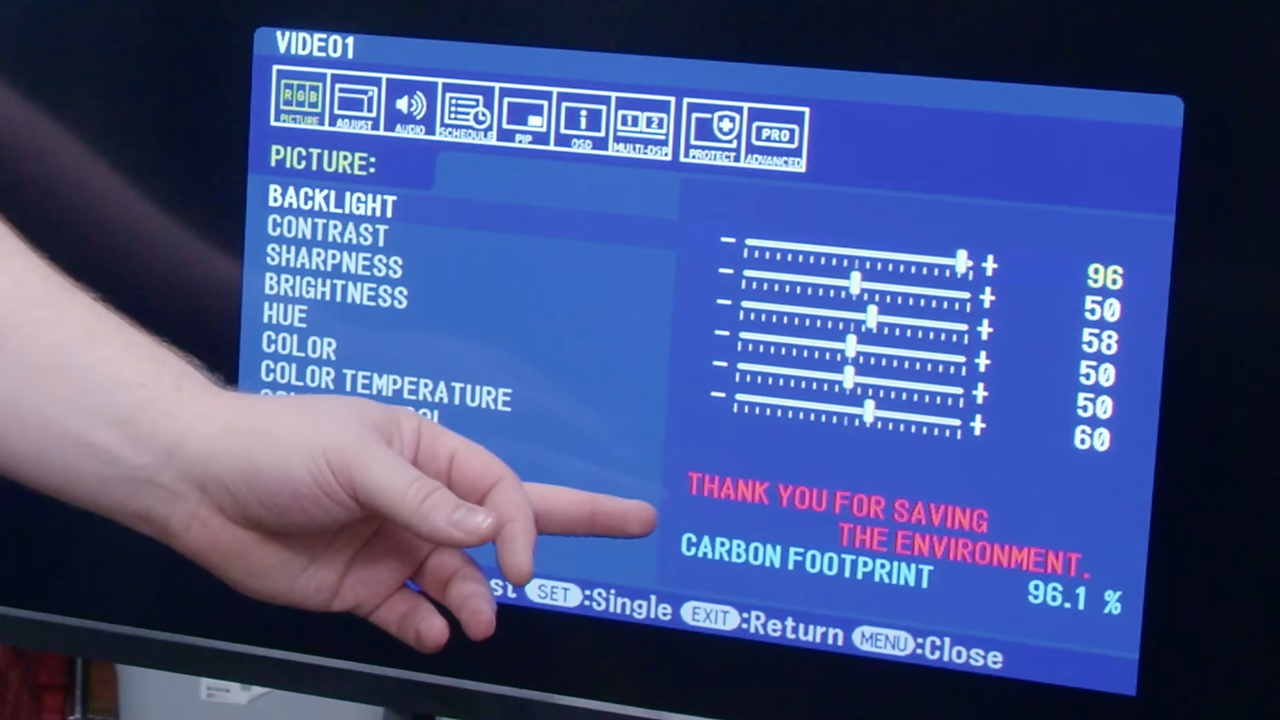 VIDEO1
R G B
PICTURE ADJUST AUDIO SCHEDULE PIP OSD 1 2 MULTI-DSP PROTECT PRO ADVANCED
PICTURE:
BACKLIGHT 96
CONTRAST 50
SHARPNESS 58
BRIGHTNESS 50
HUE 50
COLOR 60
COLOR TEMPERATURE
THANK YOU FOR SAVING
THE ENVIRONMENT.
CARBON FOOTPRINT 96.1 %
SET:Single EXIT:Return MENU:Close